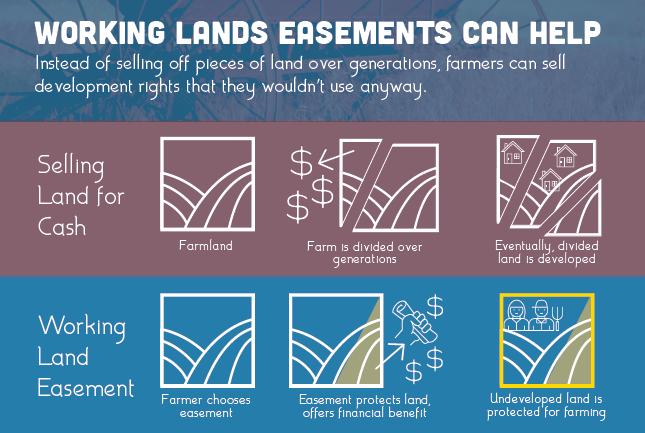 WORKING LANDS EASEMENTS CAN HELP
Instead of selling off pieces of land over generations, farmers can sell
development rights that they wouldn't use anyway.
Selling
Land for
Cash
$
$
$
Farmland
Farm is divided over
generations
Eventually, divided
land is developed
Working
Land
Easement
$
$
$
Farmer chooses
easement
Easement protects land,
offers financial benefit
Undeveloped land is
protected for farming